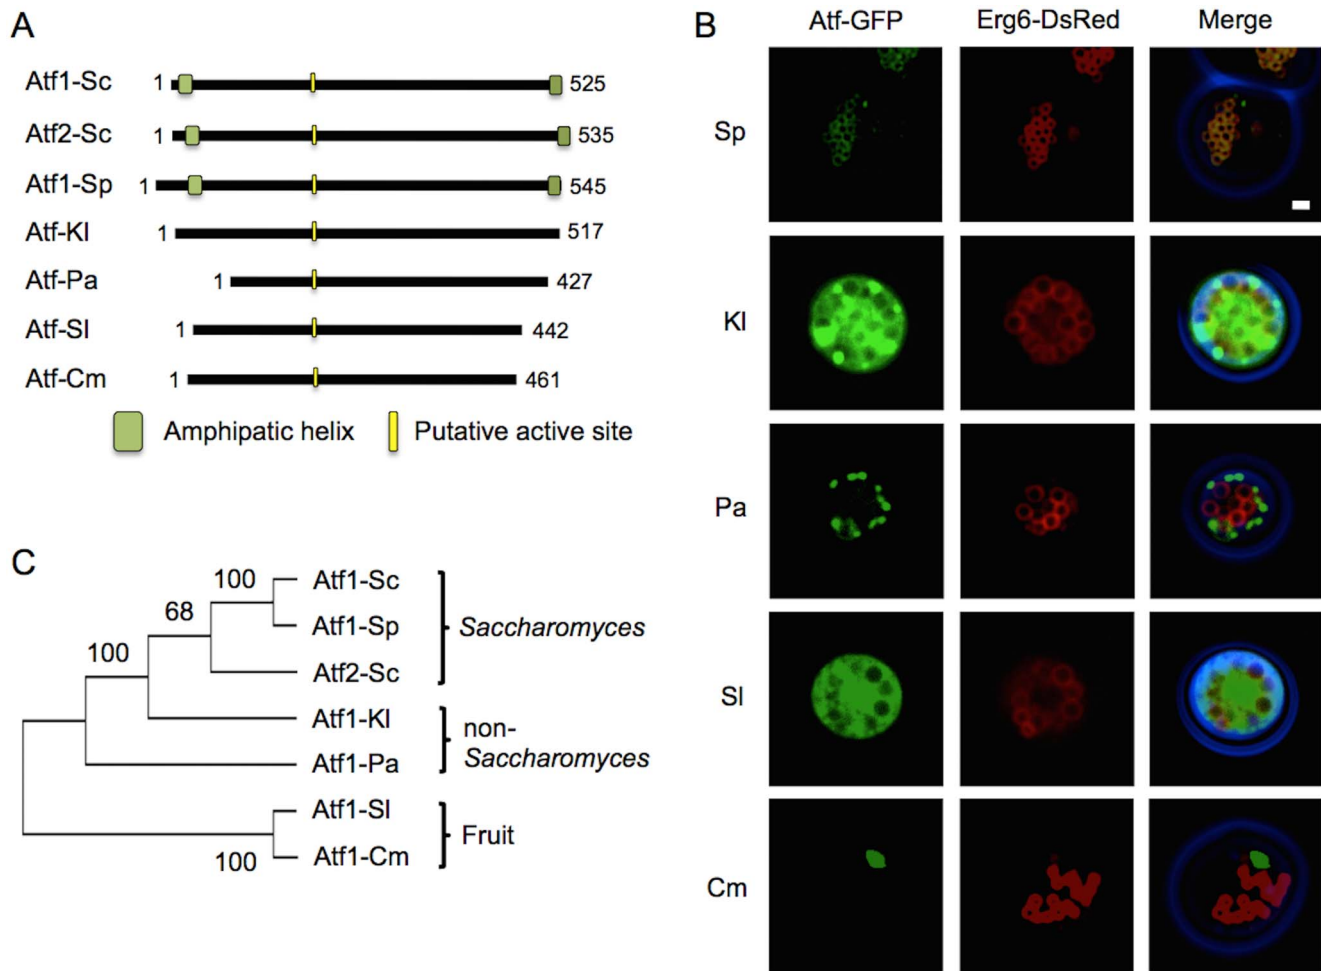 A
Atf1-Sc 1 525
Atf2-Sc 1 535
Atf1-Sp 1 545
Atf-Kl 1 517
Atf-Pa 1 427
Atf-Sl 1 442
Atf-Cm 1 461
Amphipatic helix Putative active site
B
Atf-GFP Erg6-DsRed Merge
Sp
Kl
Pa
Sl
Cm
C
100
68
100
100
Atf1-Sc
Atf1-Sp
Atf2-Sc
Atf1-Kl
Atf1-Pa
Atf1-Sl
Atf1-Cm
Saccharomyces
non-
Saccharomyces
Fruit